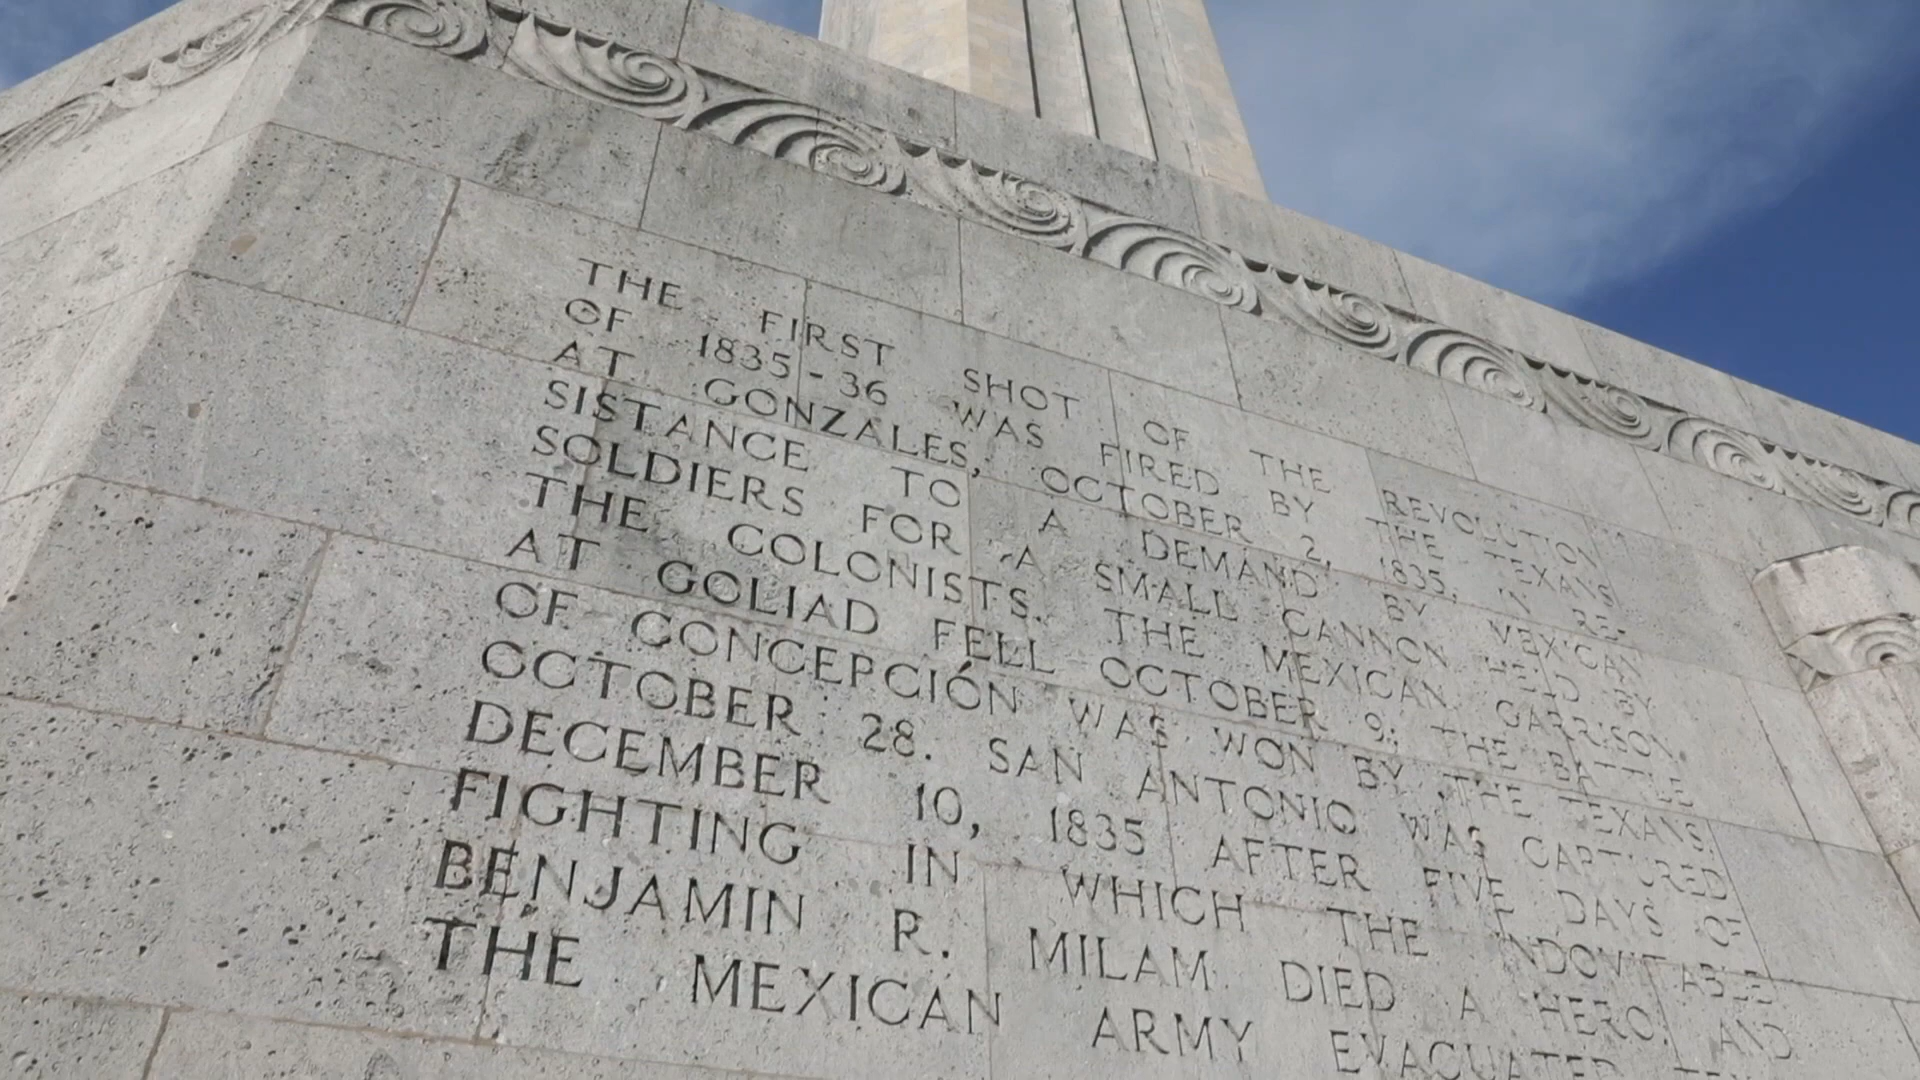 THE FIRST SHOT OF THE REVOLUTION
OF 1835-36 WAS FIRED BY THE TEXANS
AT GONZALES, OCTOBER 2, 1835, IN RE-
SISTANCE TO A DEMAND BY MEXICAN
SOLDIERS FOR A SMALL CANNON HELD BY
THE COLONISTS. THE MEXICAN GARRISON
AT GOLIAD FELL OCTOBER 9; THE BATTLE
OF CONCEPCIÓN WAS WON BY THE TEXANS,
OCTOBER 28. SAN ANTONIO WAS CAPTURED
DECEMBER 10, 1835 AFTER FIVE DAYS OF
FIGHTING IN WHICH THE INDOMITABLE
BENJAMIN R. MILAM DIED A HERO, AND
THE MEXICAN ARMY EVACUATED